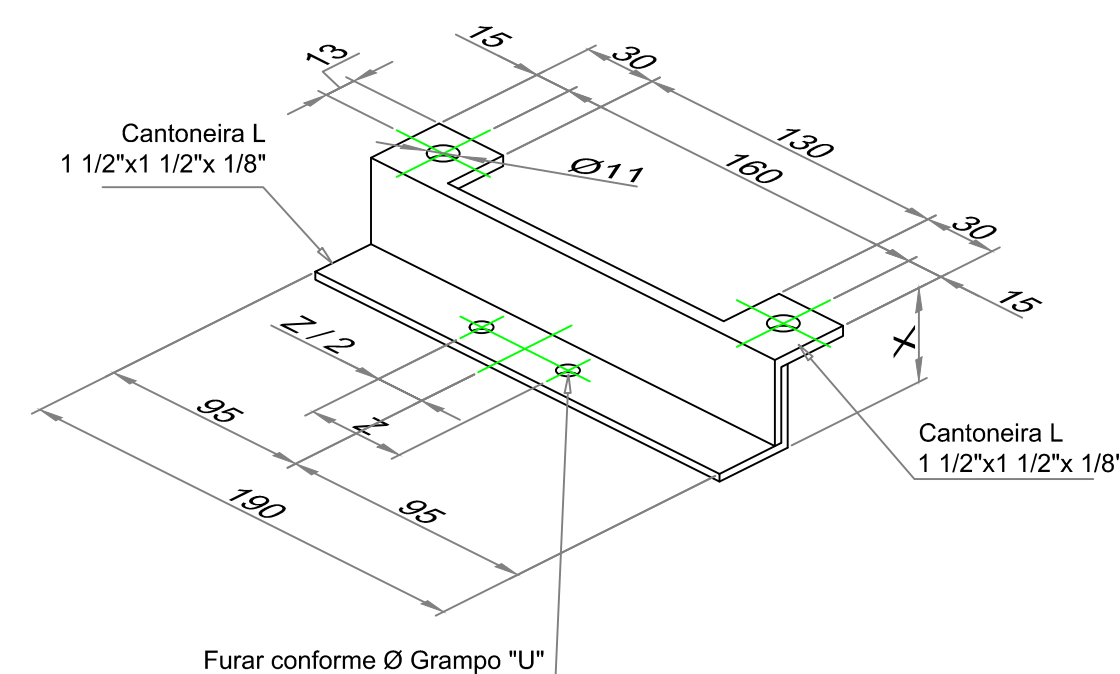 13
15
30
130
160
Ø11
30
15
Cantoneira L
1 1/2"x1 1/2"x 1/8"
X
Z / 2
Z
95
190
95
Cantoneira L
1 1/2"x1 1/2"x 1/8"
Furar conforme Ø Grampo "U"